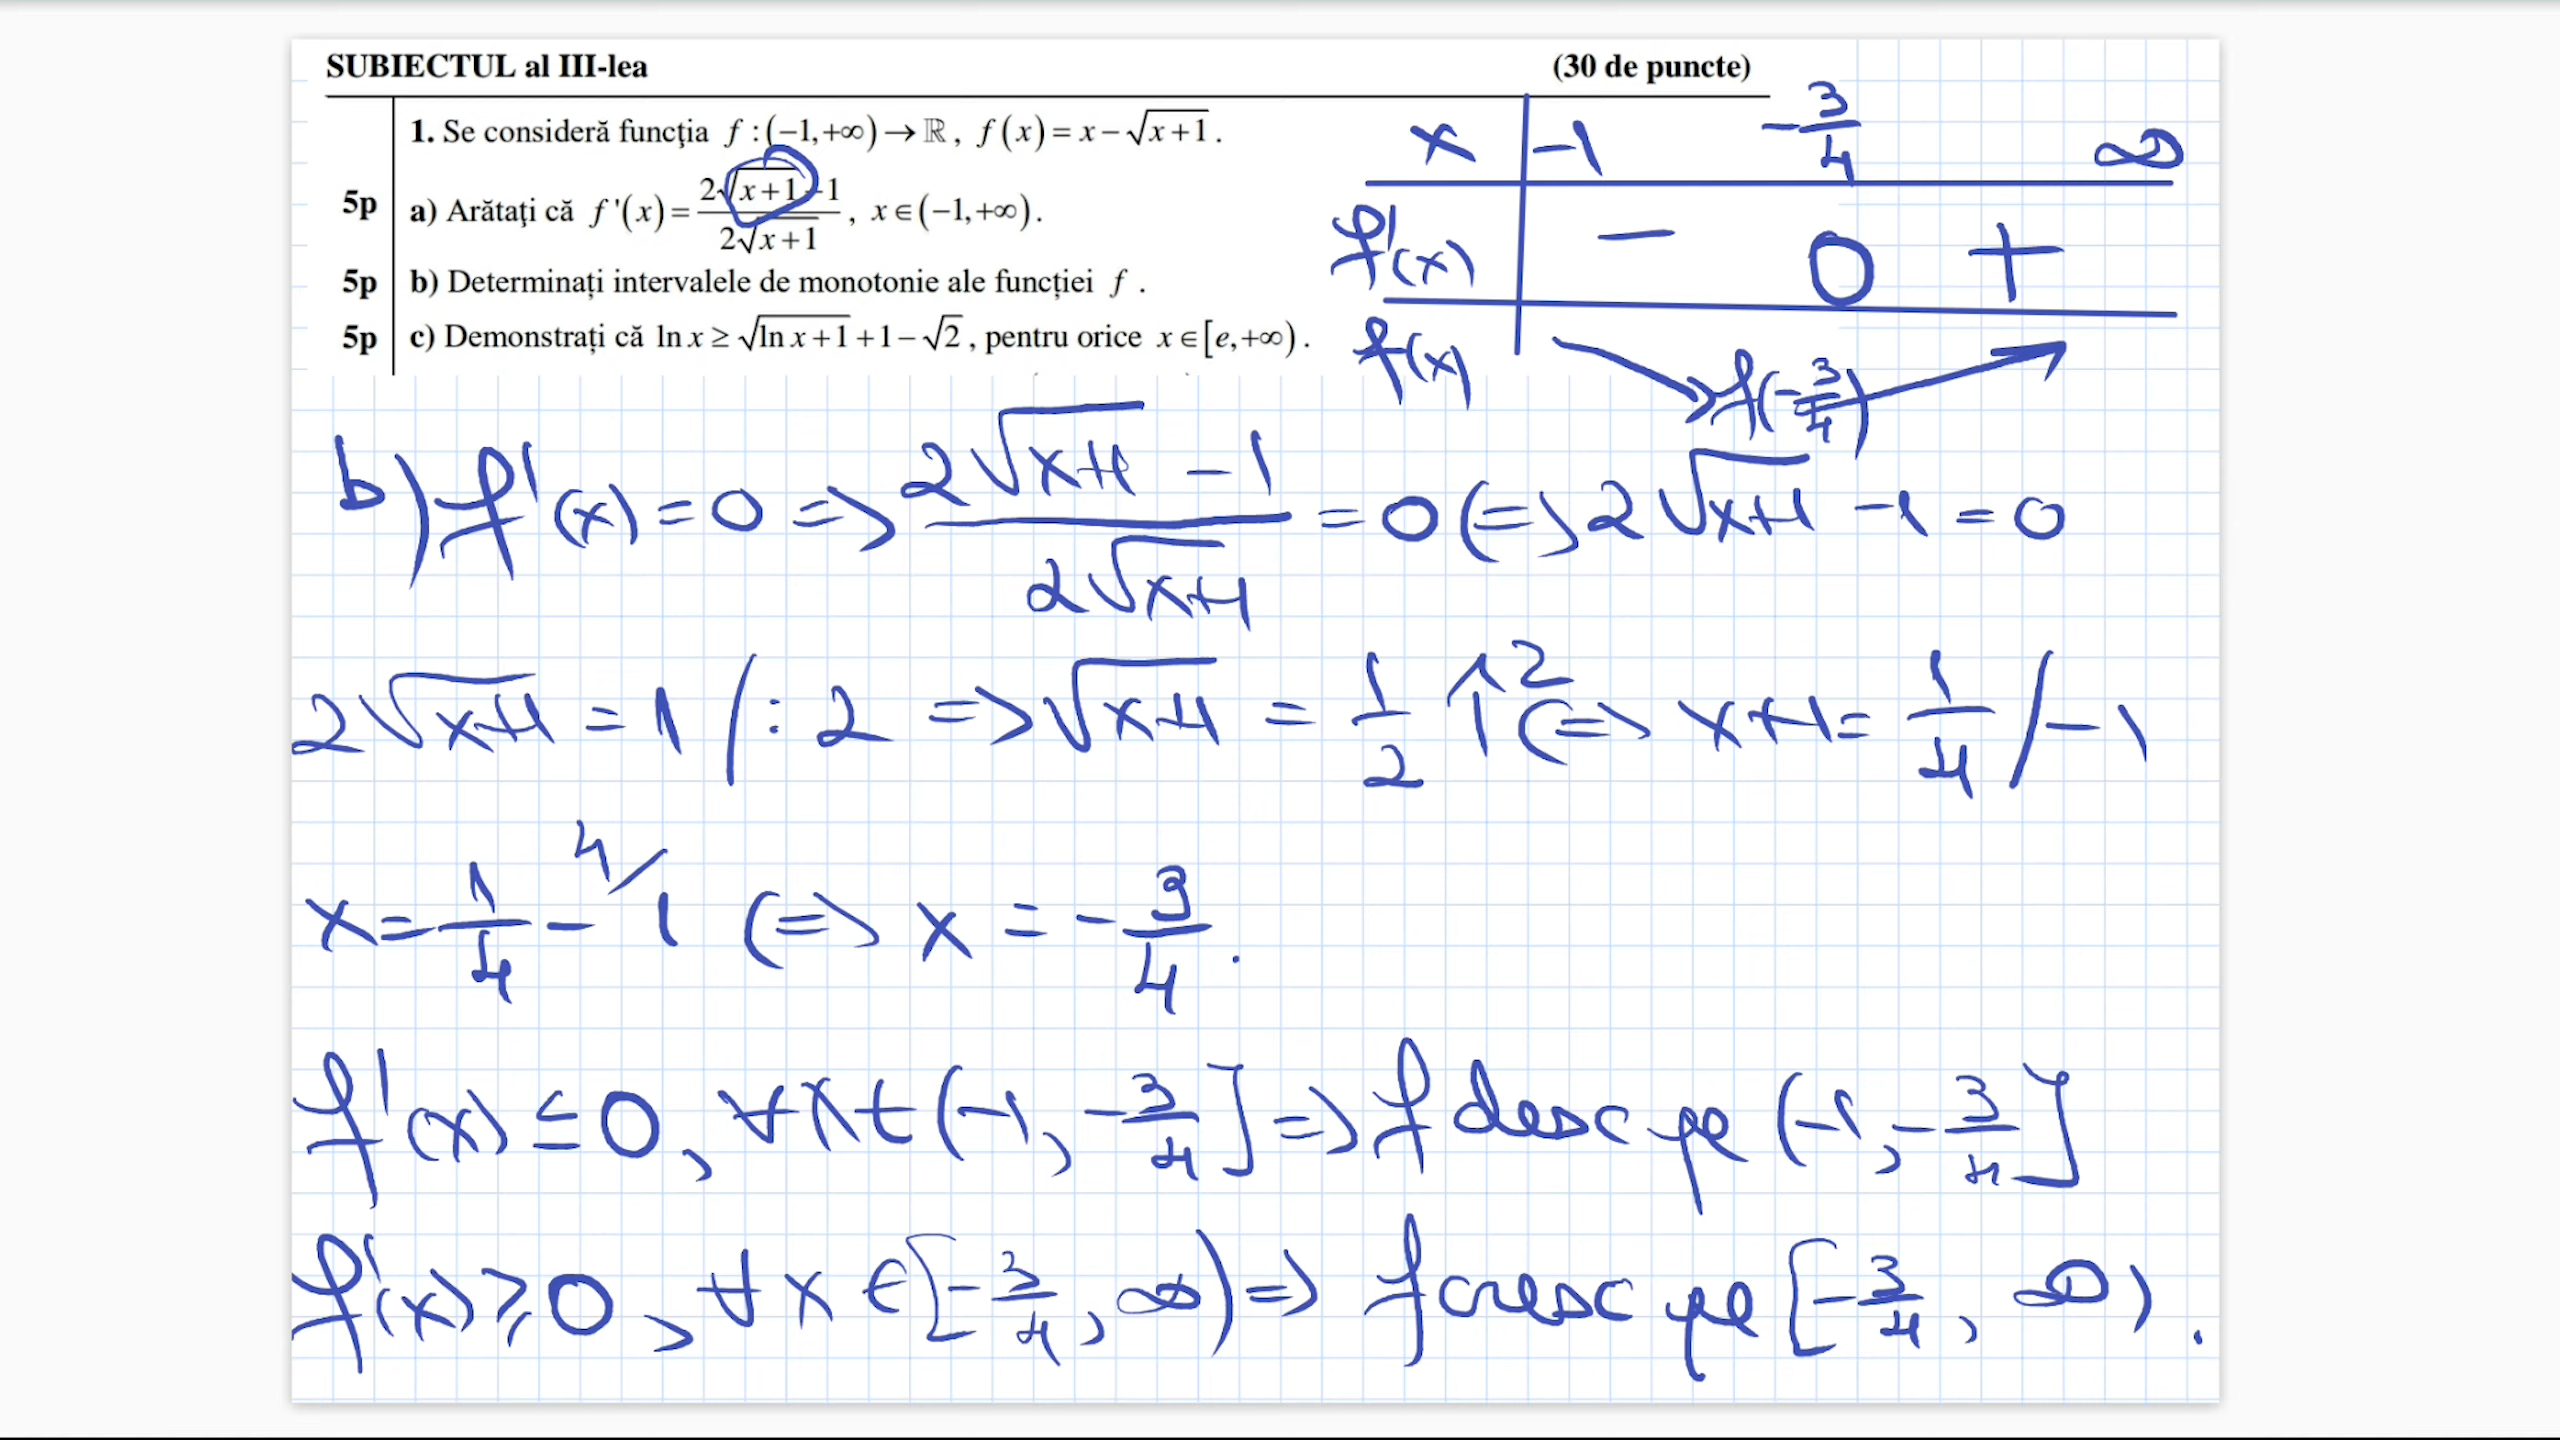 SUBIECTUL al III-lea (30 de puncte)
1. Se consideră funcția f : (−1,+∞) → ℝ, f(x) = x − √(x+1).
5p a) Arătați că f'(x) = (2√(x+1) − 1)/(2√(x+1)), x ∈ (−1,+∞).
5p b) Determinați intervalele de monotonie ale funcției f.
5p c) Demonstrați că ln x ≥ √(ln x + 1) + 1 − √2, pentru orice x ∈ [e,+∞).
x | −1 −3/4 ∞
f'(x) | − 0 +
f(x) | ↘ f(−3/4) ↗
b) f'(x) = 0 => (2√(x+1) − 1)/(2√(x+1)) = 0 (=> 2√(x+1) − 1 = 0
2√(x+1) = 1 /: 2 => √(x+1) = 1/2 ↑² (=> x+1 = 1/4 / −1
x = 1/4 − ⁴/1 (=> x = −3/4.
f'(x) ≤ 0, ∀x ∈ (−1, −3/4] => f desc pe (−1, −3/4]
f'(x) ≥ 0, ∀x ∈ [−3/4, ∞) => f cresc pe [−3/4, ∞).